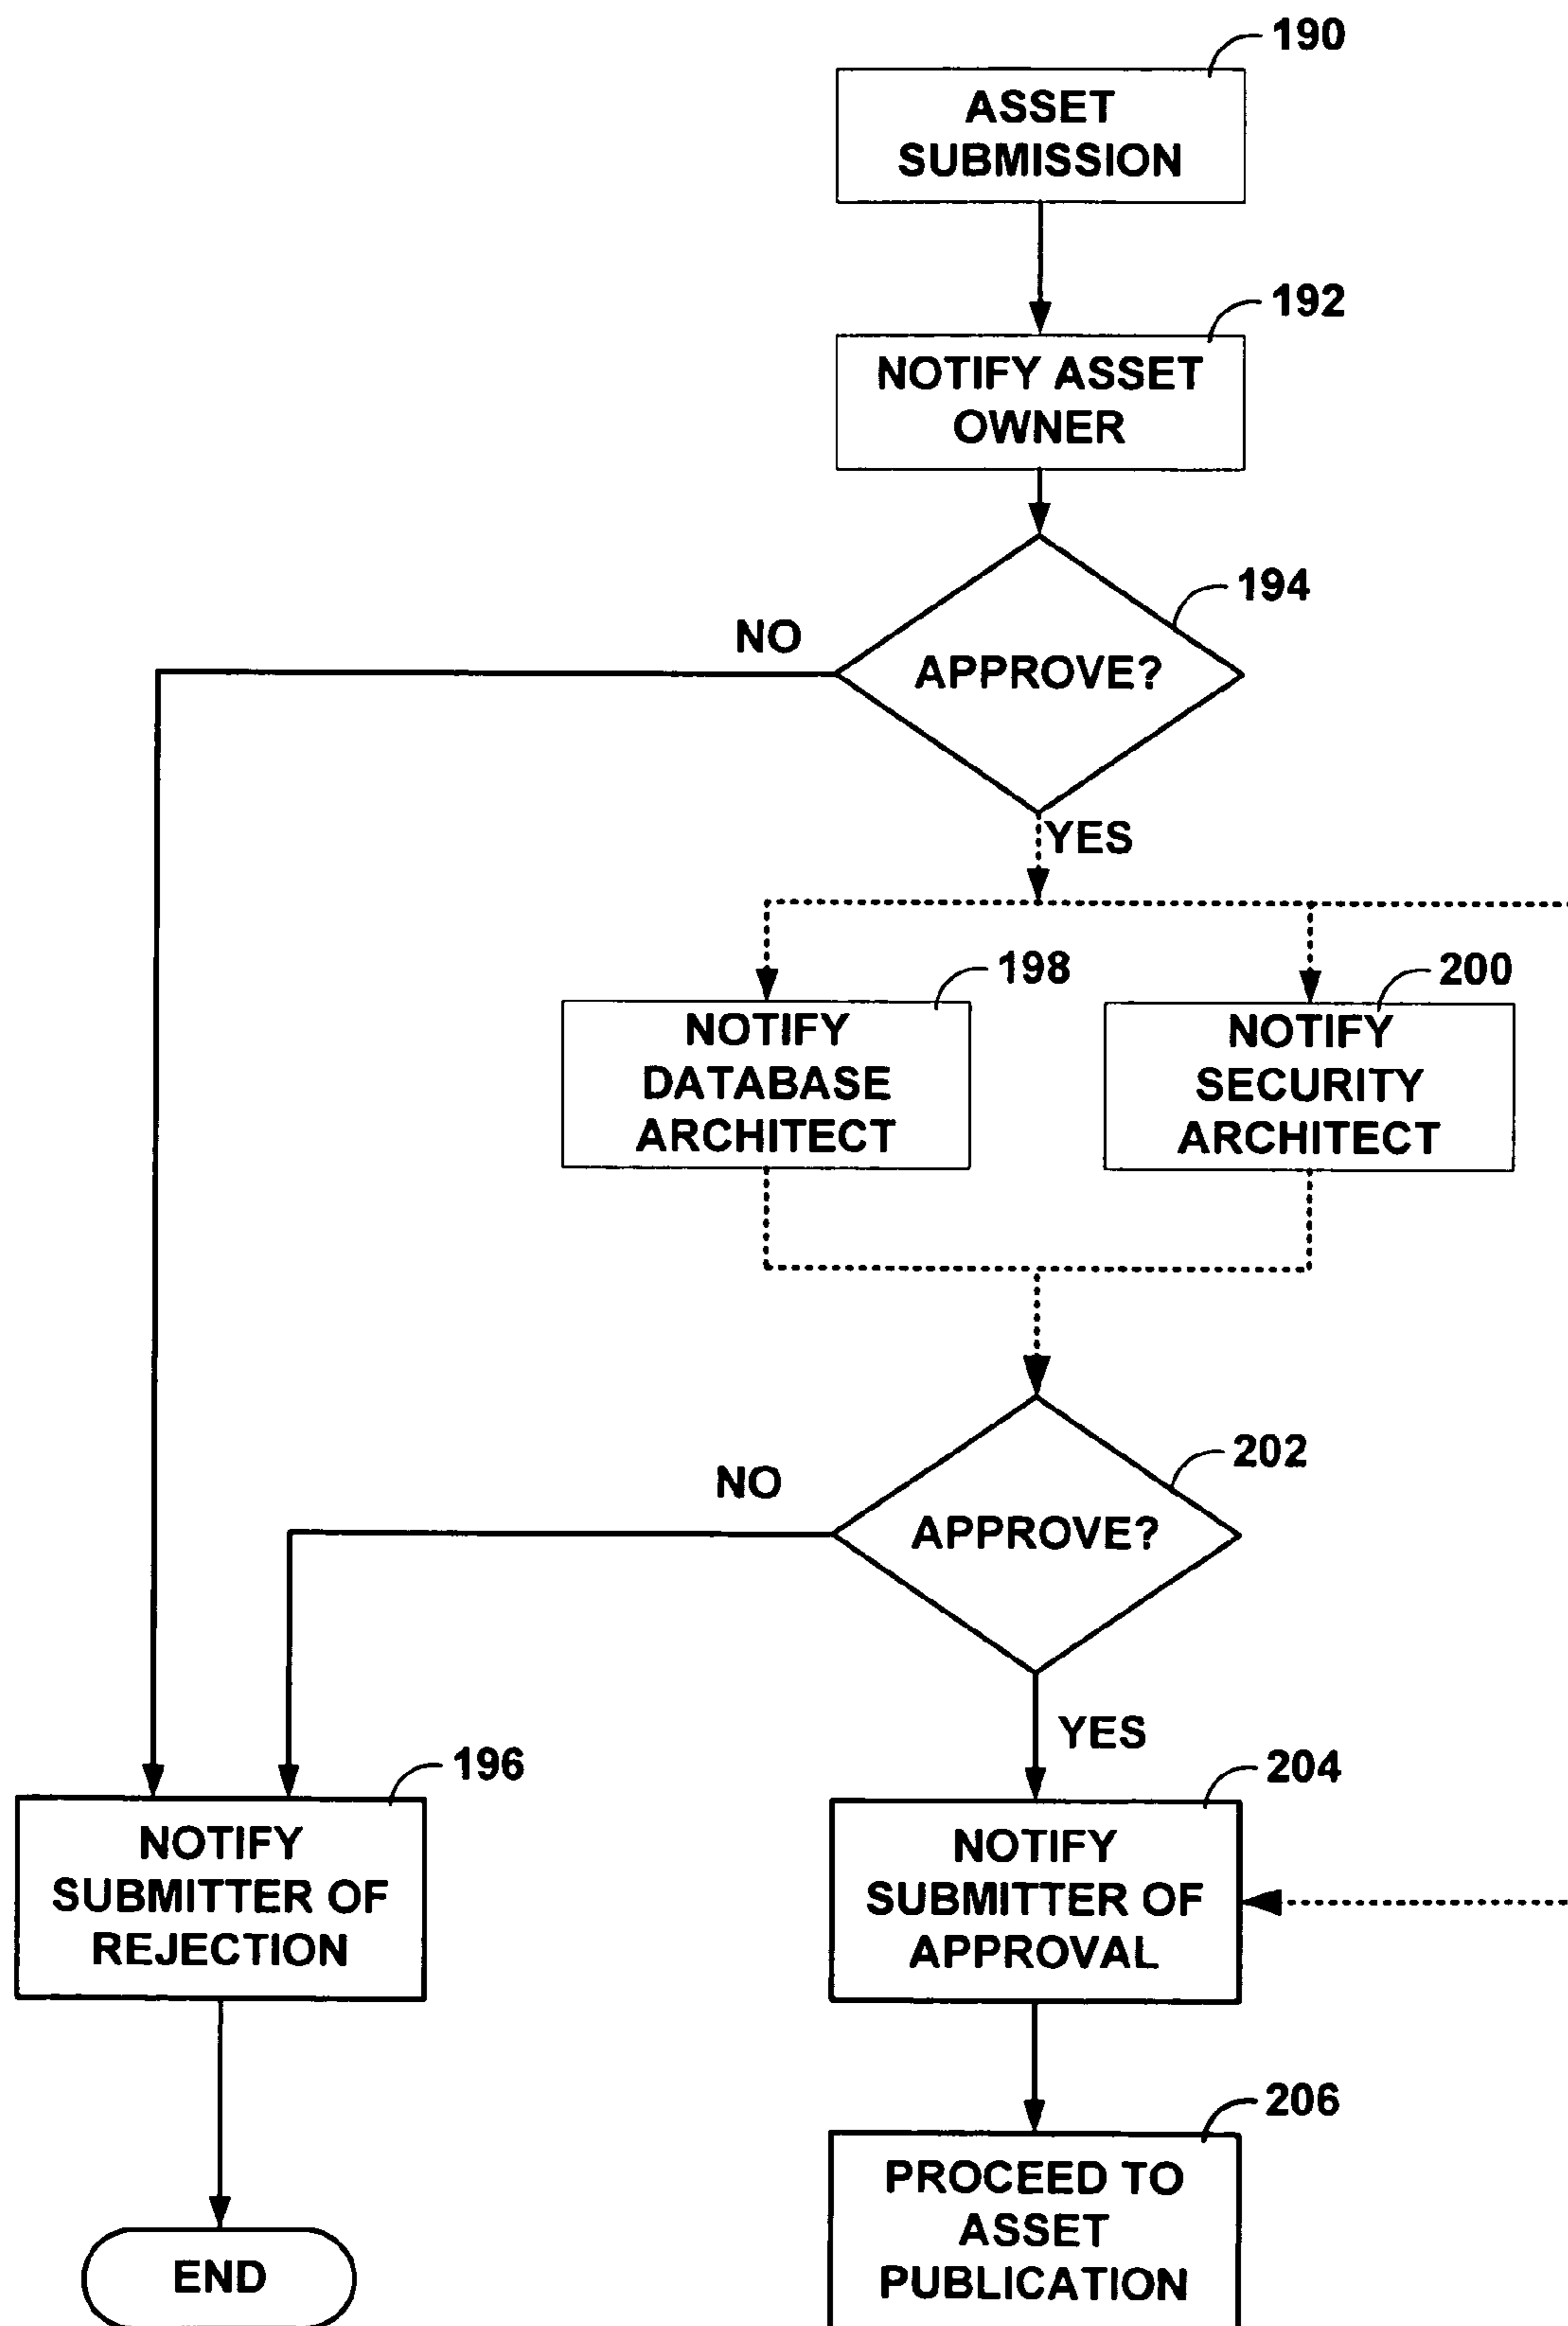 190
ASSET
SUBMISSION
192
NOTIFY ASSET
OWNER
194
NO
APPROVE?
YES
198
NOTIFY
DATABASE
ARCHITECT
200
NOTIFY
SECURITY
ARCHITECT
202
NO
APPROVE?
YES
196
NOTIFY
SUBMITTER OF
REJECTION
204
NOTIFY
SUBMITTER OF
APPROVAL
206
PROCEED TO
ASSET
PUBLICATION
END